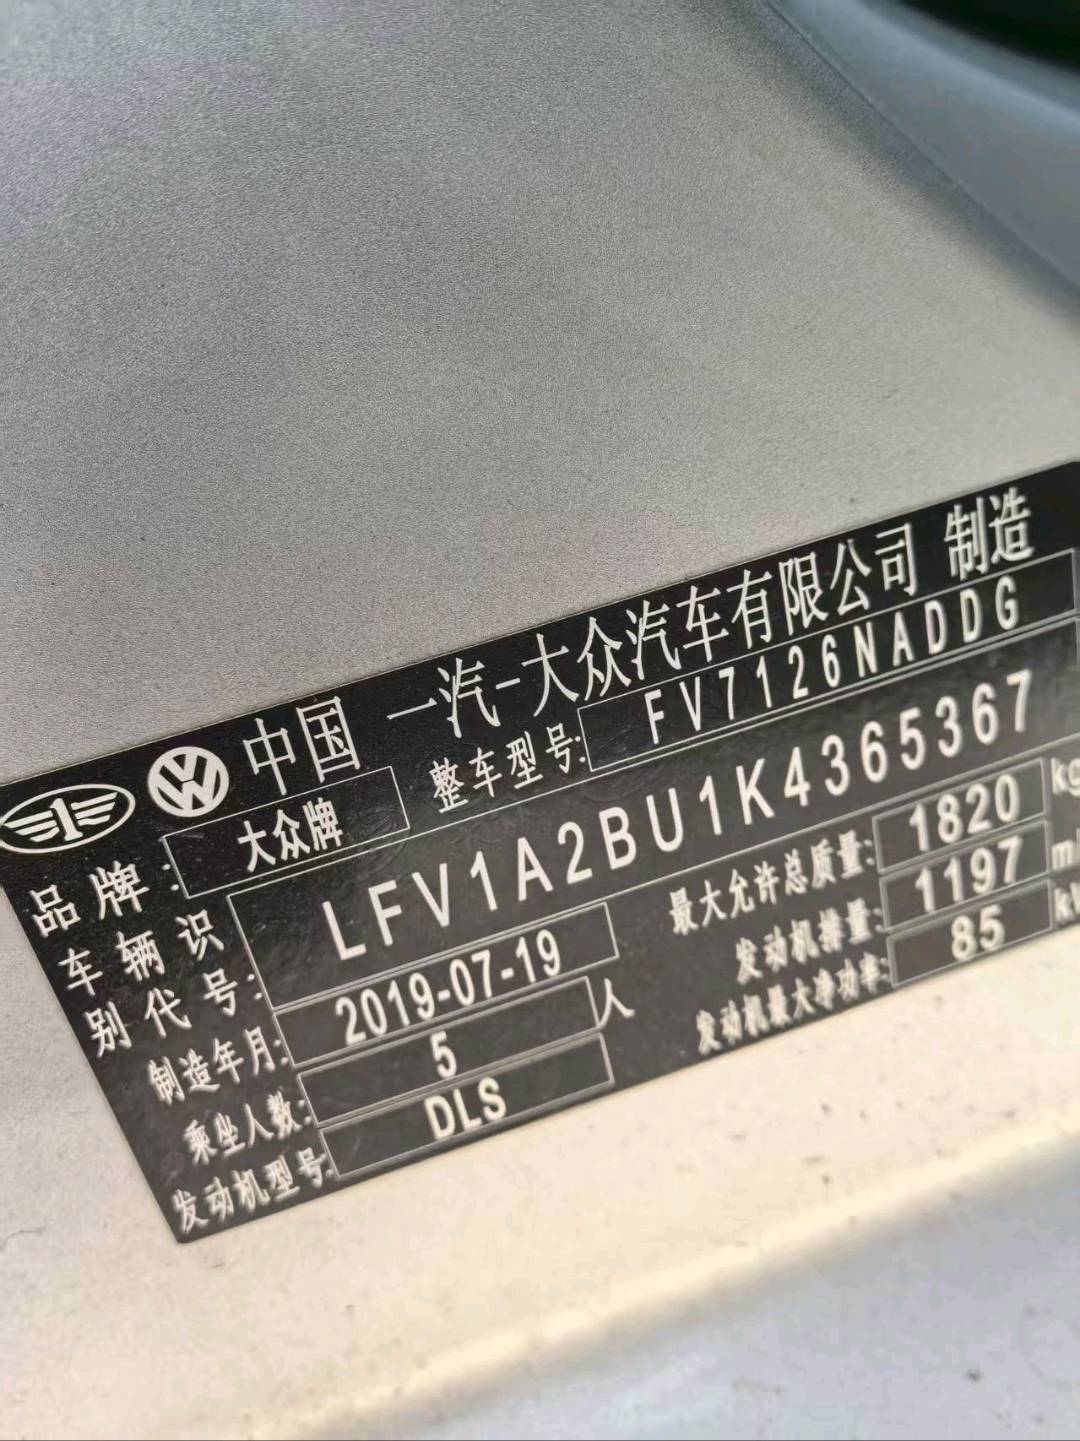 中国 一汽-大众汽车有限公司 制造
品牌: 大众牌 整车型号: FV7126NADDG
车辆识别代号: LFV1A2BU1K4365367
制造年月: 2019-07-19 最大允许总质量: 1820 kg
乘坐人数: 5 人 发动机排量: 1197 ml
发动机型号: DLS 发动机最大净功率: 85 kW